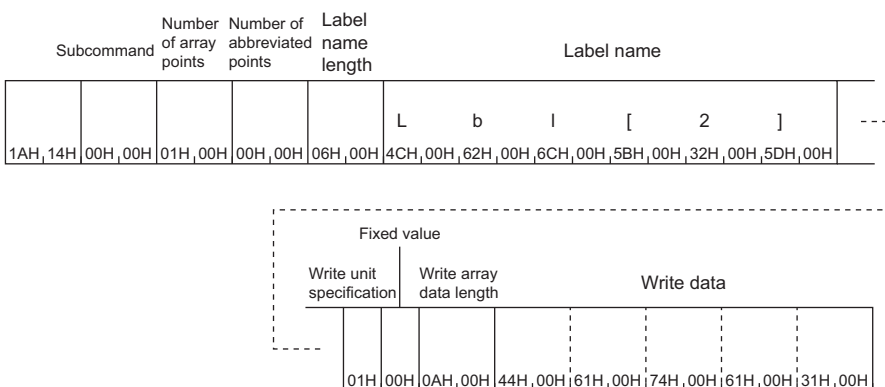 Subcommand
Number of array points
Number of abbreviated points
Label name length
Label name
L b l [ 2 ]
1AH 14H 00H 00H 01H 00H 00H 00H 06H 00H 4CH 00H 62H 00H 6CH 00H 5BH 00H 32H 00H 5DH 00H
Fixed value
Write unit specification
Write array data length
Write data
01H 00H 0AH 00H 44H 00H 61H 00H 74H 00H 61H 00H 31H 00H